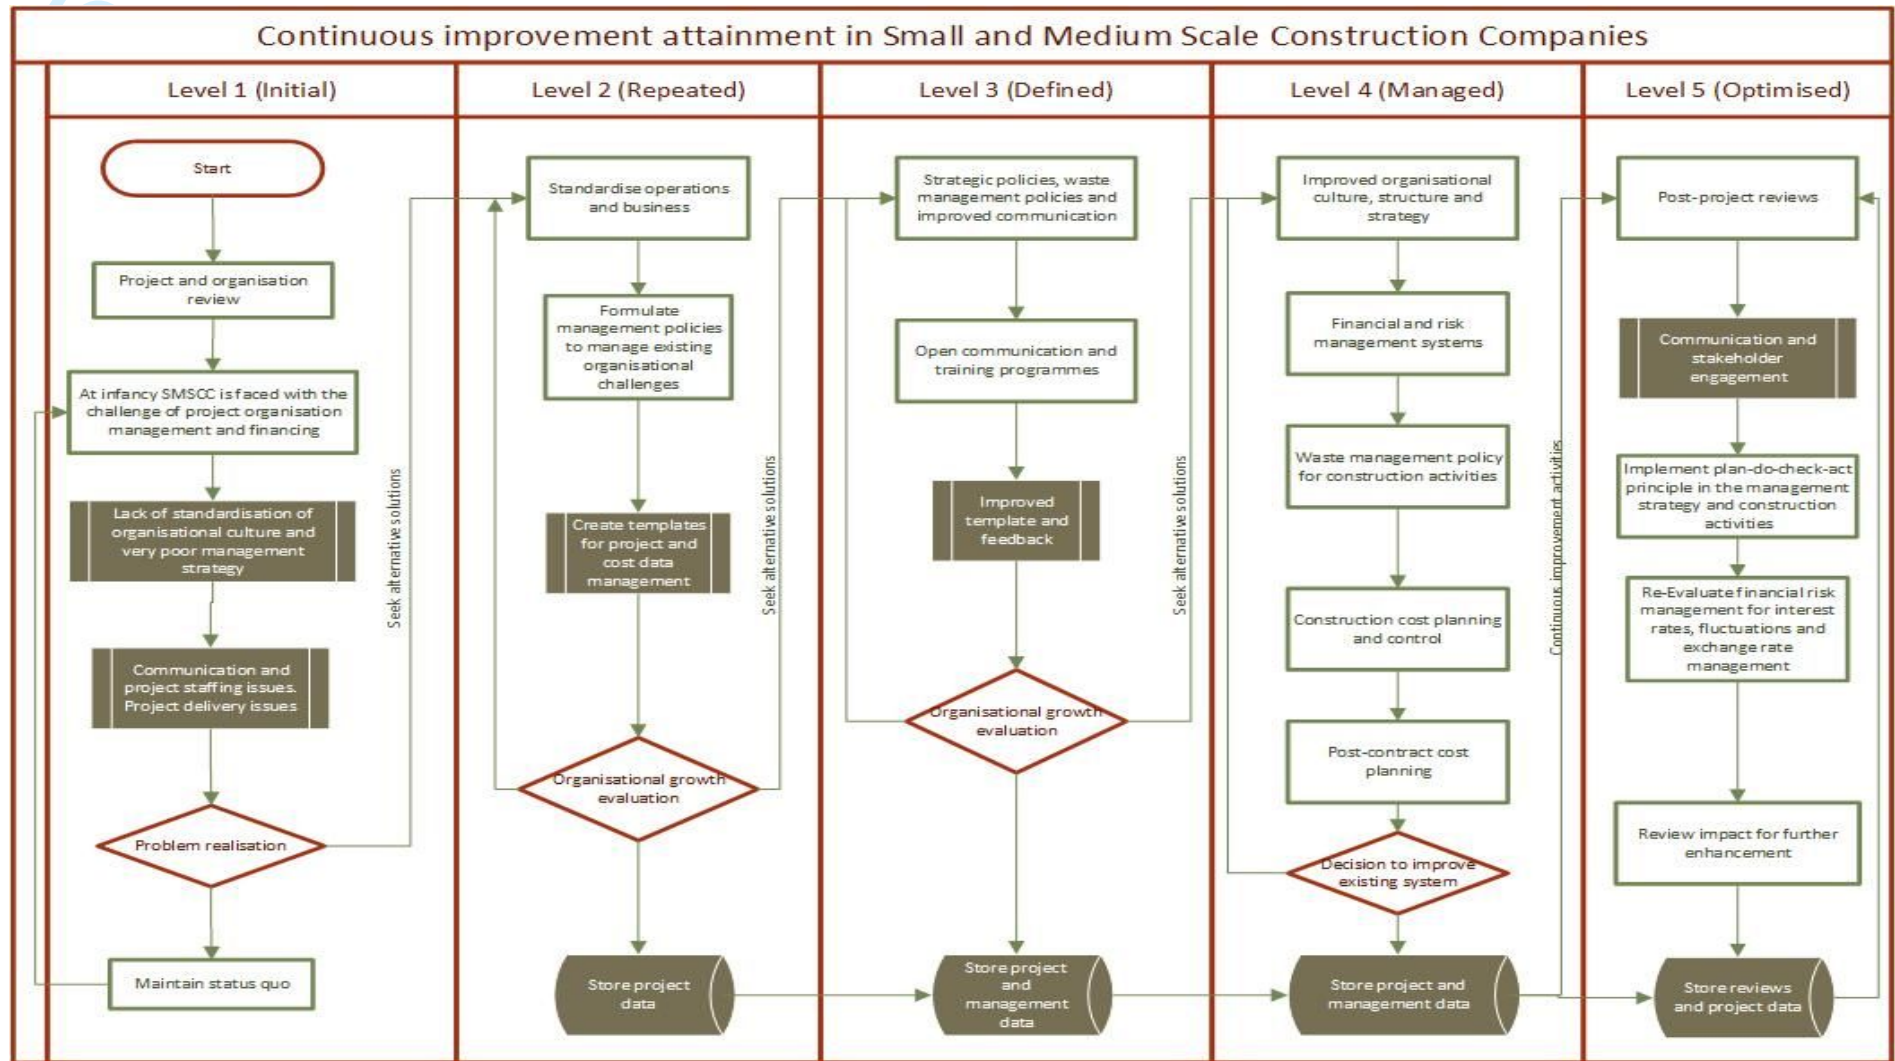 Continuous improvement attainment in Small and Medium Scale Construction Companies
Level 1 (Initial)
Level 2 (Repeated)
Level 3 (Defined)
Level 4 (Managed)
Level 5 (Optimised)
Start
Project and organisation
review
At infancy SMSCC is faced with the
challenge of project organisation
management and financing
Lack of standardisation of
organisational culture and
very poor management
strategy
Communication and
project staffing issues.
Project delivery issues
Problem realisation
Maintain status quo
Seek alternative solutions
Standardise operations
and business
Formulate
management policies
to manage existing
organisational
challenges
Create templates
for project and
cost data
management
Organisational growth
evaluation
Store project
data
Seek alternative solutions
Strategic policies, waste
management policies and
improved communication
Open communication and
training programmes
Improved
template and
feedback
Organisational growth
evaluation
Store project
and
management
data
Seek alternative solutions
Improved organisational
culture, structure and
strategy
Financial and risk
management systems
Waste management policy
for construction activities
Construction cost planning
and control
Post-contract cost
planning
Decision to improve
existing system
Store project and
management data
Continuous improvement activities
Post-project reviews
Communication and
stakeholder
engagement
Implement plan-do-check-act
principle in the management
strategy and construction
activities
Re-Evaluate financial risk
management for interest
rates, fluctuations and
exchange rate
management
Review impact for further
enhancement
Store reviews
and project data